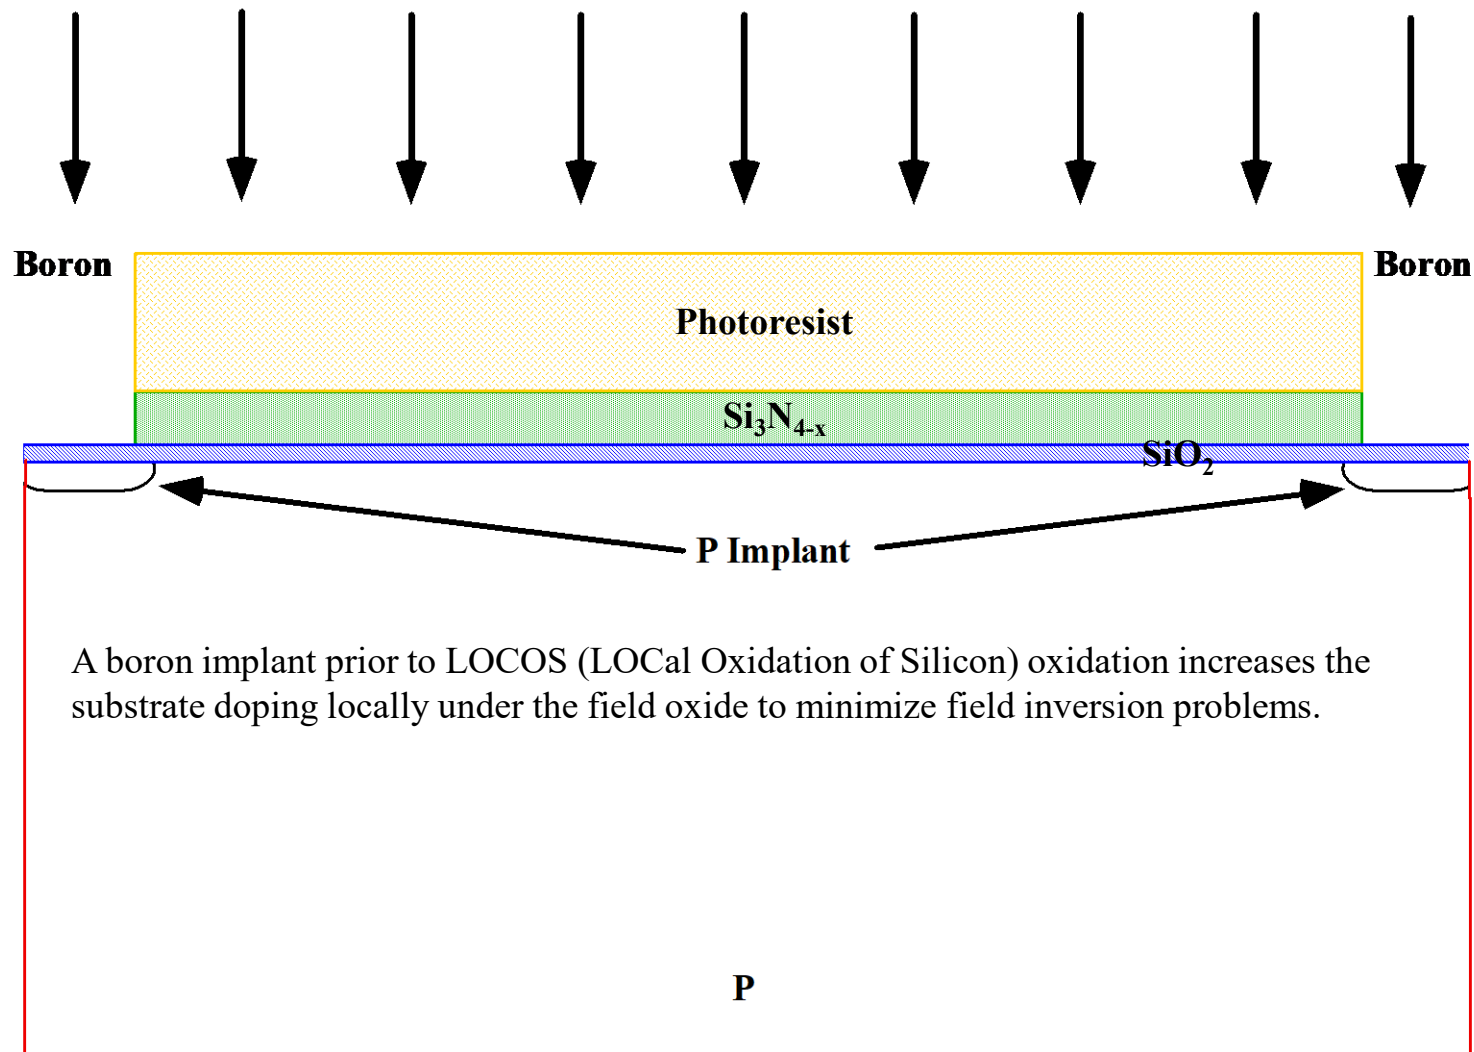 Boron
Boron
Photoresist
Si₃N₄₋ₓ
SiO₂
P Implant
A boron implant prior to LOCOS (LOCal Oxidation of Silicon) oxidation increases the
substrate doping locally under the field oxide to minimize field inversion problems.
P